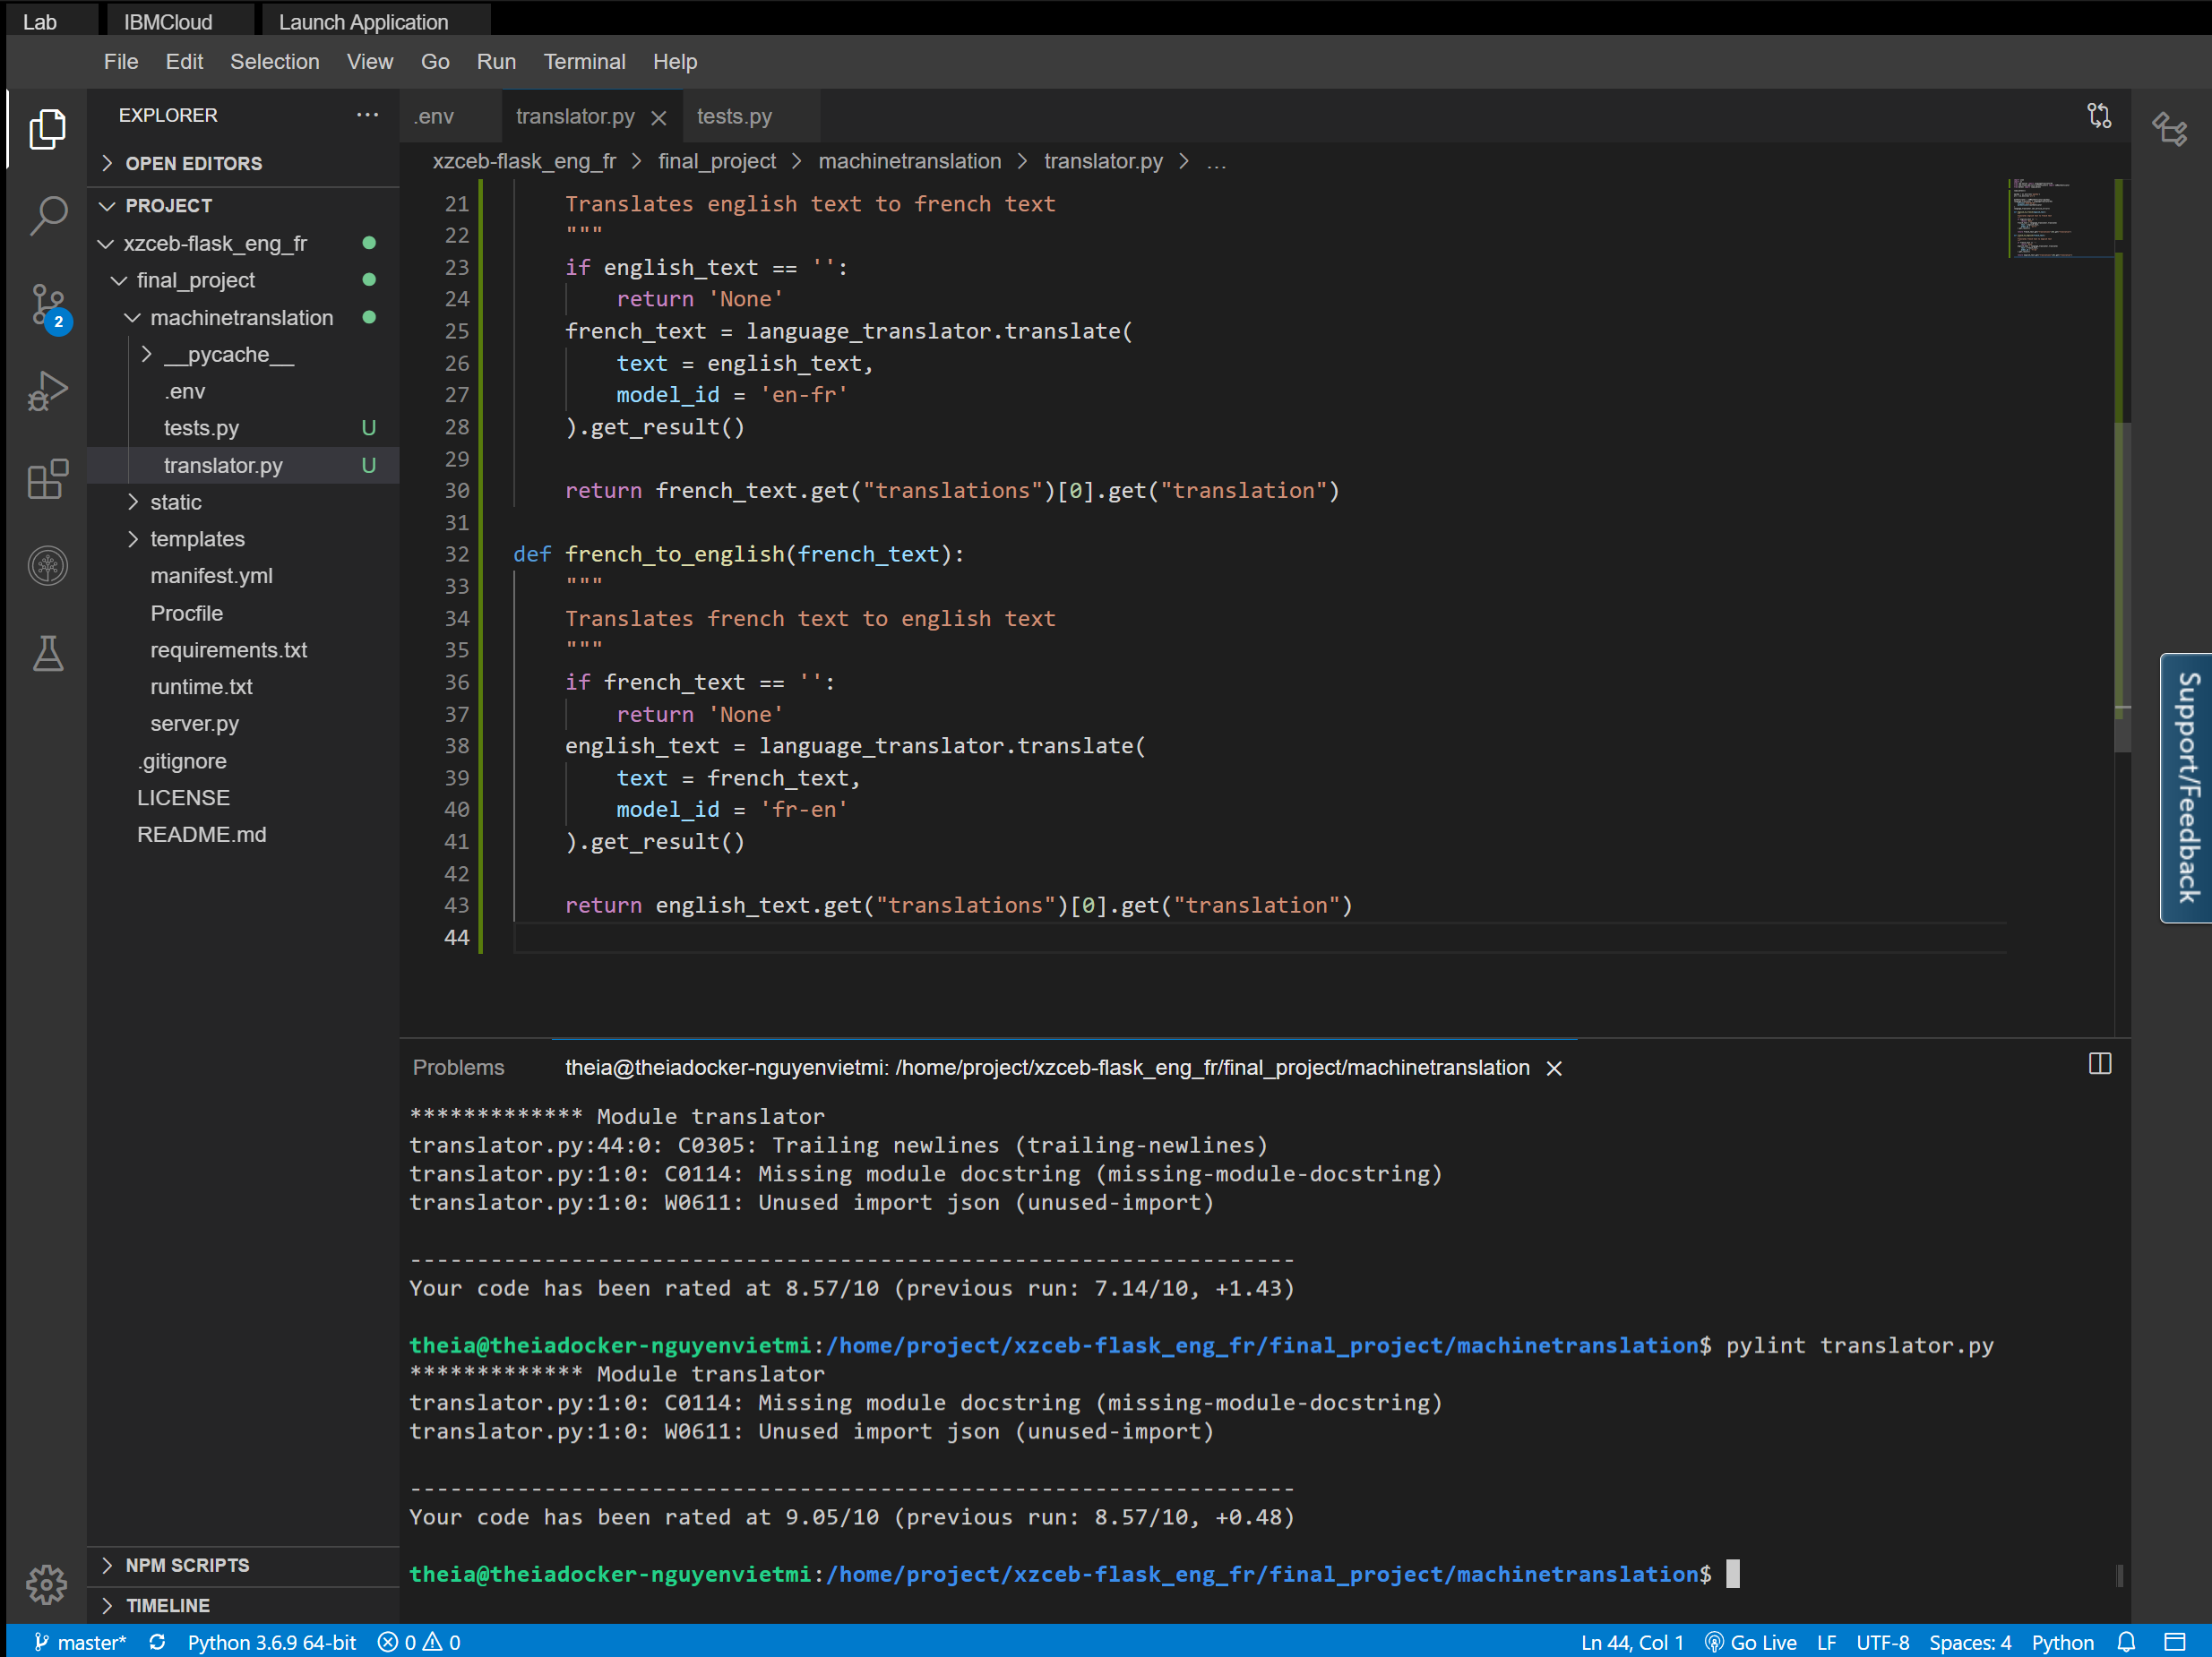 Lab
IBMCloud
Launch Application
File Edit Selection View Go Run Terminal Help
EXPLORER
OPEN EDITORS
PROJECT
xzceb-flask_eng_fr
final_project
machinetranslation
__pycache__
.env
tests.py U
translator.py U
static
templates
manifest.yml
Procfile
requirements.txt
runtime.txt
server.py
.gitignore
LICENSE
README.md
NPM SCRIPTS
TIMELINE
2
.env
translator.py
tests.py
xzceb-flask_eng_fr > final_project > machinetranslation > translator.py > ...
21     Translates english text to french text
22     """
23     if english_text == '':
24         return 'None'
25     french_text = language_translator.translate(
26         text = english_text,
27         model_id = 'en-fr'
28     ).get_result()
29
30     return french_text.get("translations")[0].get("translation")
31
32 def french_to_english(french_text):
33     """
34     Translates french text to english text
35     """
36     if french_text == '':
37         return 'None'
38     english_text = language_translator.translate(
39         text = french_text,
40         model_id = 'fr-en'
41     ).get_result()
42
43     return english_text.get("translations")[0].get("translation")
44
Support/Feedback
Problems
theia@theiadocker-nguyenvietmi: /home/project/xzceb-flask_eng_fr/final_project/machinetranslation
************* Module translator
translator.py:44:0: C0305: Trailing newlines (trailing-newlines)
translator.py:1:0: C0114: Missing module docstring (missing-module-docstring)
translator.py:1:0: W0611: Unused import json (unused-import)
------------------------------------------------------------------
Your code has been rated at 8.57/10 (previous run: 7.14/10, +1.43)
theia@theiadocker-nguyenvietmi:/home/project/xzceb-flask_eng_fr/final_project/machinetranslation$ pylint translator.py
************* Module translator
translator.py:1:0: C0114: Missing module docstring (missing-module-docstring)
translator.py:1:0: W0611: Unused import json (unused-import)
------------------------------------------------------------------
Your code has been rated at 9.05/10 (previous run: 8.57/10, +0.48)
theia@theiadocker-nguyenvietmi:/home/project/xzceb-flask_eng_fr/final_project/machinetranslation$
master* Python 3.6.9 64-bit 0 0 Ln 44, Col 1 Go Live LF UTF-8 Spaces: 4 Python